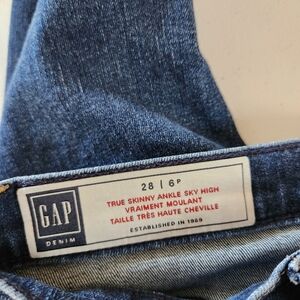 GAP
DENIM
28 | 6P
TRUE SKINNY ANKLE SKY HIGH
VRAIMENT MOULANT
TAILLE TRÈS HAUTE CHEVILLE
ESTABLISHED IN 1969